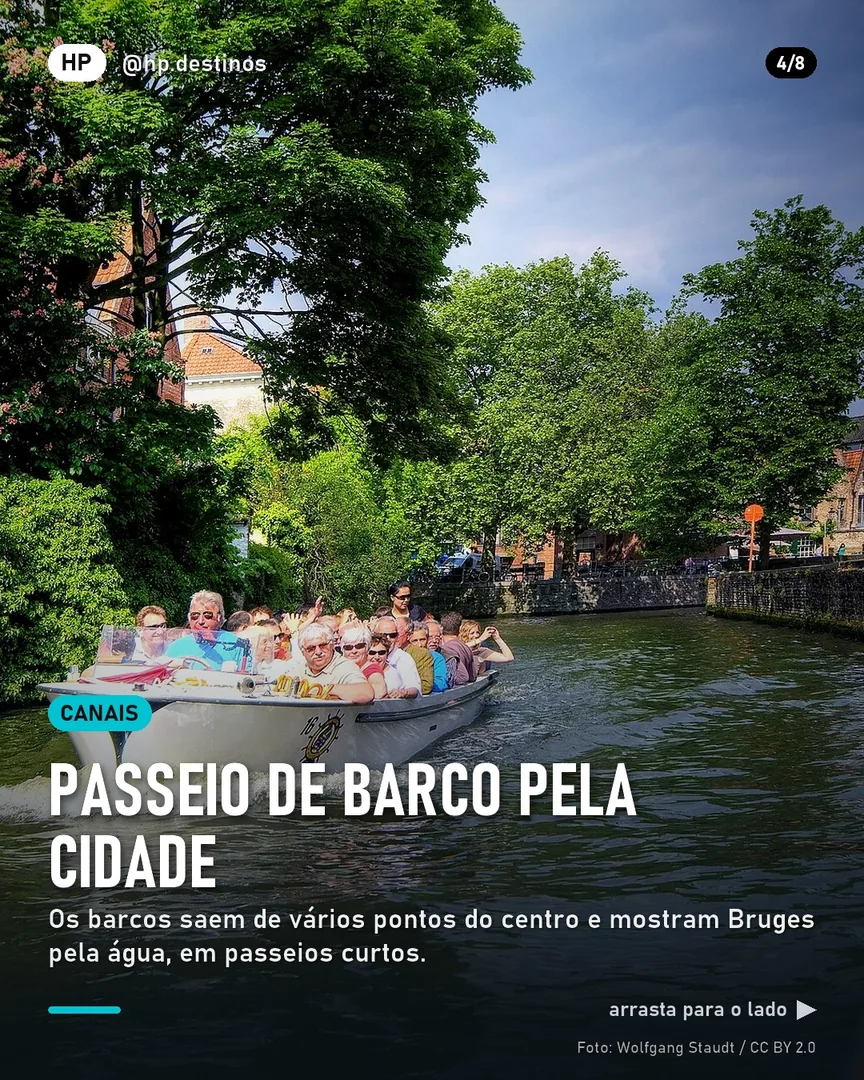 HP @hp.destinos
4/8
16
CANAIS
PASSEIO DE BARCO PELA
CIDADE
Os barcos saem de vários pontos do centro e mostram Bruges
pela água, em passeios curtos.
arrasta para o lado ▶
Foto: Wolfgang Staudt / CC BY 2.0